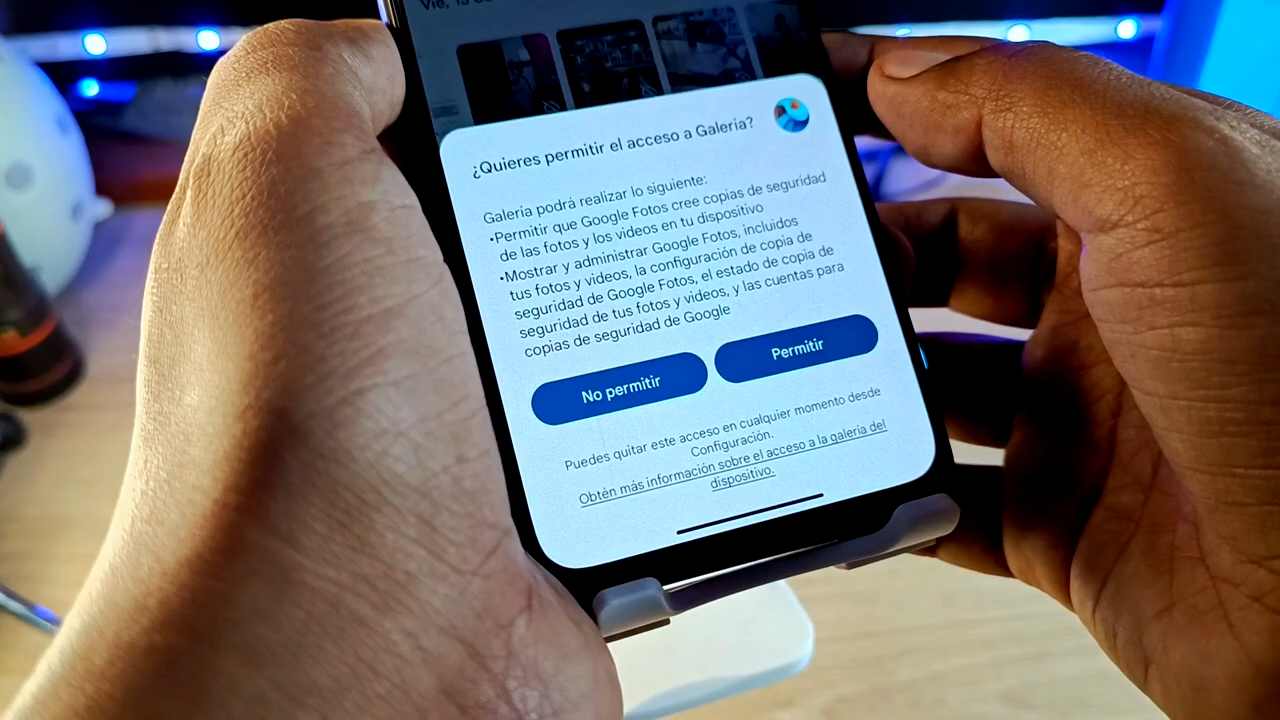 Vie, 13
¿Quieres permitir el acceso a Galería?
Galería podrá realizar lo siguiente:
•Permitir que Google Fotos cree copias de seguridad
de las fotos y los videos en tu dispositivo
•Mostrar y administrar Google Fotos, incluidos
tus fotos y videos, la configuración de copia de
seguridad de Google Fotos, el estado de copia de
seguridad de tus fotos y videos, y las cuentas para
copias de seguridad de Google
No permitir
Permitir
Puedes quitar este acceso en cualquier momento desde
Configuración.
Obtén más información sobre el acceso a la galería del
dispositivo.